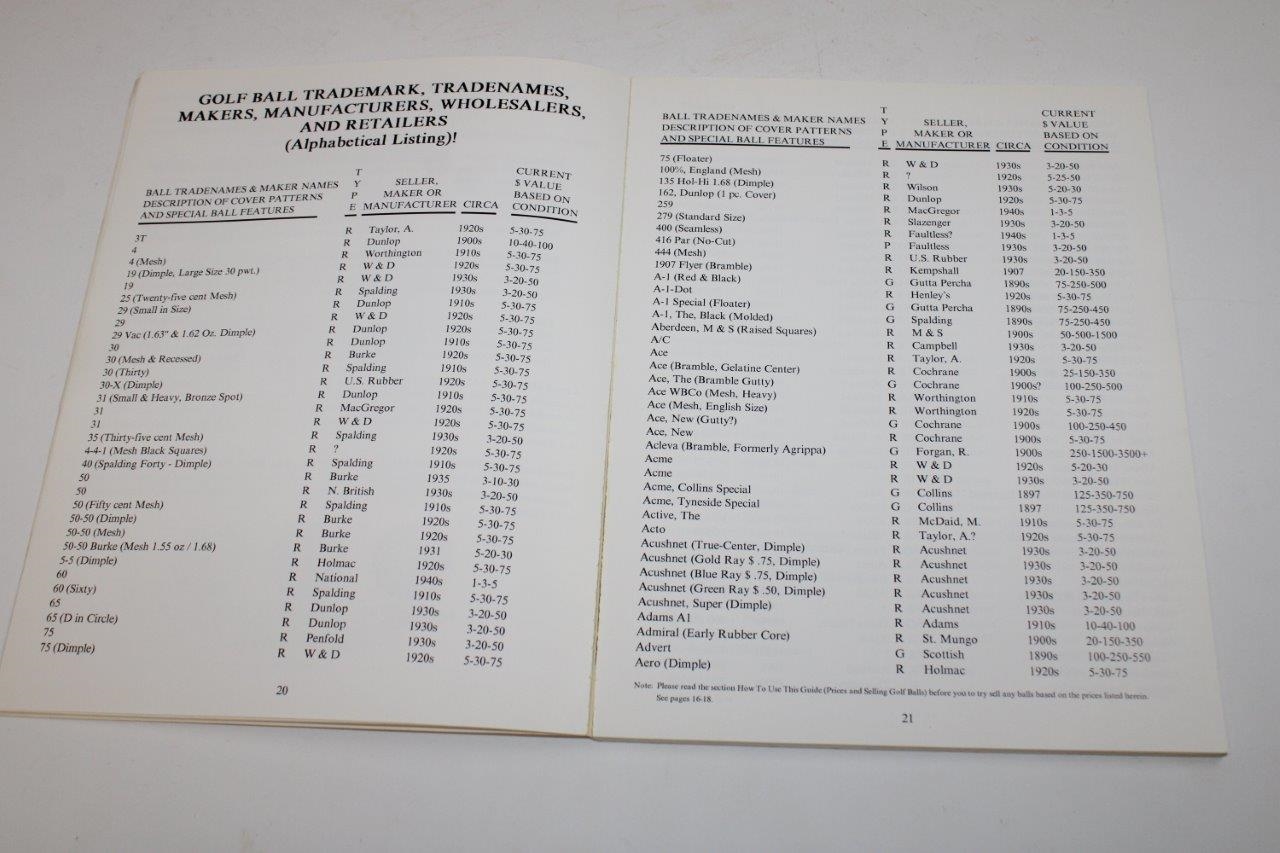 GOLF BALL TRADEMARK, TRADENAMES,
MAKERS, MANUFACTURERS, WHOLESALERS,
AND RETAILERS
(Alphabetical Listing)!
BALL TRADENAMES & MAKER NAMES
DESCRIPTION OF COVER PATTERNS
AND SPECIAL BALL FEATURES
T
Y
P
E
SELLER,
MAKER OR
MANUFACTURER
CIRCA
CURRENT
$ VALUE
BASED ON
CONDITION
3T R Taylor, A. 1920s 5-30-75
4 R Dunlop 1900s 10-40-100
4 (Mesh) R Worthington 1910s 5-30-75
19 (Dimple, Large Size 30 pwt.) R W & D 1920s 5-30-75
19 R W & D 1930s 3-20-50
25 (Twenty-five cent Mesh) R Spalding 1930s 3-20-50
29 (Small in Size) R Dunlop 1910s 5-30-75
29 R W & D 1920s 5-30-75
29 Vac (1.63" & 1.62 Oz. Dimple) R Dunlop 1920s 5-30-75
30 R Dunlop 1910s 5-30-75
30 (Mesh & Recessed) R Burke 1920s 5-30-75
30 (Thirty) R Spalding 1910s 5-30-75
30-X (Dimple) R U.S. Rubber 1920s 5-30-75
31 (Small & Heavy, Bronze Spot) R Dunlop 1910s 5-30-75
31 R MacGregor 1920s 5-30-75
31 R W & D 1920s 5-30-75
35 (Thirty-five cent Mesh) R Spalding 1930s 3-20-50
4-4-1 (Mesh Black Squares) R ? 1920s 5-30-75
40 (Spalding Forty - Dimple) R Spalding 1910s 5-30-75
50 R Burke 1935 3-10-30
50 R N. British 1930s 3-20-50
50 (Fifty cent Mesh) R Spalding 1910s 5-30-75
50-50 (Dimple) R Burke 1920s 5-30-75
50-50 (Mesh) R Burke 1920s 5-30-75
50-50 Burke (Mesh 1.55 oz / 1.68) R Burke 1931 5-20-30
5-5 (Dimple) R Holmac 1920s 5-30-75
60 R National 1940s 1-3-5
60 (Sixty) R Spalding 1910s 5-30-75
65 R Dunlop 1930s 3-20-50
65 (D in Circle) R Dunlop 1930s 3-20-50
75 R Penfold 1930s 3-20-50
75 (Dimple) R W & D 1920s 5-30-75
20
BALL TRADENAMES & MAKER NAMES
DESCRIPTION OF COVER PATTERNS
AND SPECIAL BALL FEATURES
T
Y
P
E
SELLER,
MAKER OR
MANUFACTURER
CIRCA
CURRENT
$ VALUE
BASED ON
CONDITION
75 (Floater) R W & D 1930s 3-20-50
100%, England (Mesh) R ? 1920s 5-25-50
135 Hol-Hi 1.68 (Dimple) R Wilson 1930s 5-20-30
162, Dunlop (1 pc. Cover) R Dunlop 1920s 5-30-75
259 R MacGregor 1940s 1-3-5
279 (Standard Size) R Slazenger 1930s 3-20-50
400 (Seamless) R Faultless? 1940s 1-3-5
416 Par (No-Cut) P Faultless 1930s 3-20-50
444 (Mesh) R U.S. Rubber 1930s 3-20-50
1907 Flyer (Bramble) R Kempshall 1907 20-150-350
A-1 (Red & Black) G Gutta Percha 1890s 75-250-500
A-1-Dot R Henley's 1920s 5-30-75
A-1 Special (Floater) G Gutta Percha 1890s 75-250-450
A-1, The, Black (Molded) G Spalding 1890s 75-250-450
Aberdeen, M & S (Raised Squares) R M & S 1900s 50-500-1500
A/C R Campbell 1930s 3-20-50
Ace R Taylor, A. 1920s 5-30-75
Ace (Bramble, Gelatine Center) R Cochrane 1900s 25-150-350
Ace, The (Bramble Gutty) G Cochrane 1900s? 100-250-500
Ace WBCo (Mesh, Heavy) R Worthington 1910s 5-30-75
Ace (Mesh, English Size) R Worthington 1920s 5-30-75
Ace, New (Gutty?) G Cochrane 1900s 100-250-450
Ace, New R Cochrane 1900s 5-30-75
Acleva (Bramble, Formerly Agrippa) G Forgan, R. 1900s 250-1500-3500+
Acme R W & D 1920s 5-20-30
Acme R W & D 1930s 3-20-50
Acme, Collins Special G Collins 1897 125-350-750
Acme, Tyneside Special G Collins 1897 125-350-750
Active, The R McDaid, M. 1910s 5-30-75
Acto R Taylor, A.? 1920s 5-30-75
Acushnet (True-Center, Dimple) R Acushnet 1930s 3-20-50
Acushnet (Gold Ray $ .75, Dimple) R Acushnet 1930s 3-20-50
Acushnet (Blue Ray $ .75, Dimple) R Acushnet 1930s 3-20-50
Acushnet (Green Ray $ .50, Dimple) R Acushnet 1930s 3-20-50
Acushnet, Super (Dimple) R Acushnet 1930s 3-20-50
Adams A1 R Adams 1910s 10-40-100
Admiral (Early Rubber Core) R St. Mungo 1900s 20-150-350
Advert G Scottish 1890s 100-250-550
Aero (Dimple) R Holmac 1920s 5-30-75
Note: Please read the section How To Use This Guide (Prices and Selling Golf Balls) before you to try sell any balls based on the prices listed herein.
See pages 16-18.
21